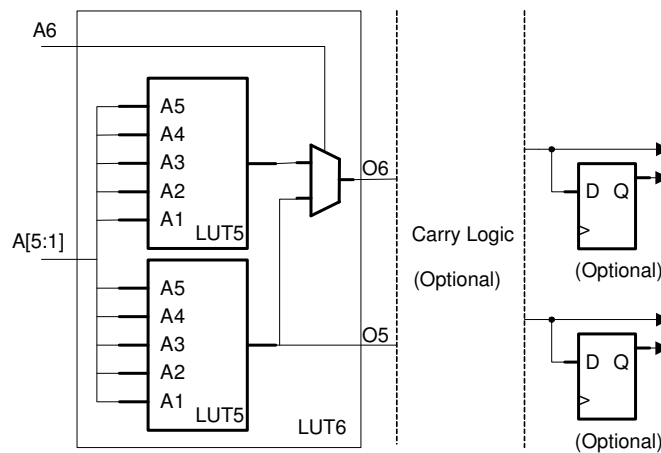 A6
A5
A4
A3
A2
A1
LUT5
A[5:1]
A5
A4
A3
A2
A1
LUT5
LUT6
O6
O5
Carry Logic
(Optional)
D Q
(Optional)
D Q
(Optional)